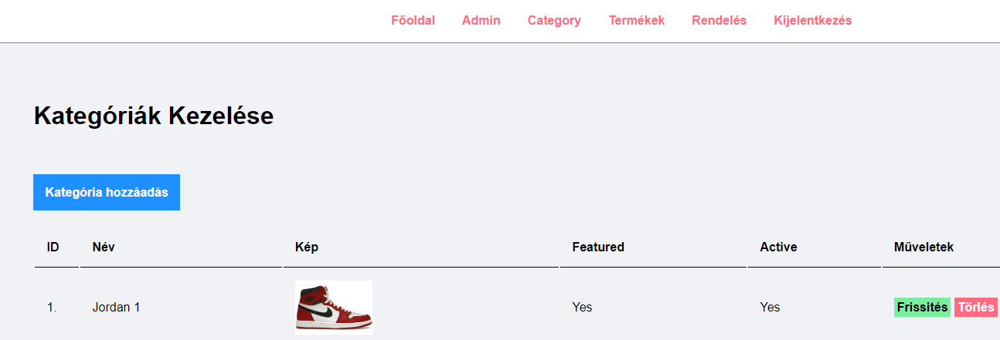 Főoldal Admin Category Termékek Rendelés Kijelentkezés
Kategóriák Kezelése
Kategória hozzáadás
ID Név Kép Featured Active Műveletek
1. Jordan 1 Yes Yes Frissités Törlés